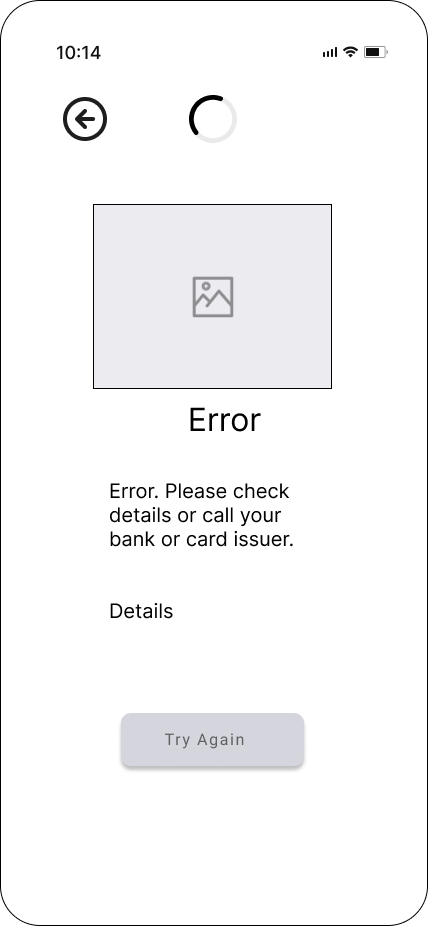 10:14
Error
Error. Please check
details or call your
bank or card issuer.
Details
Try Again